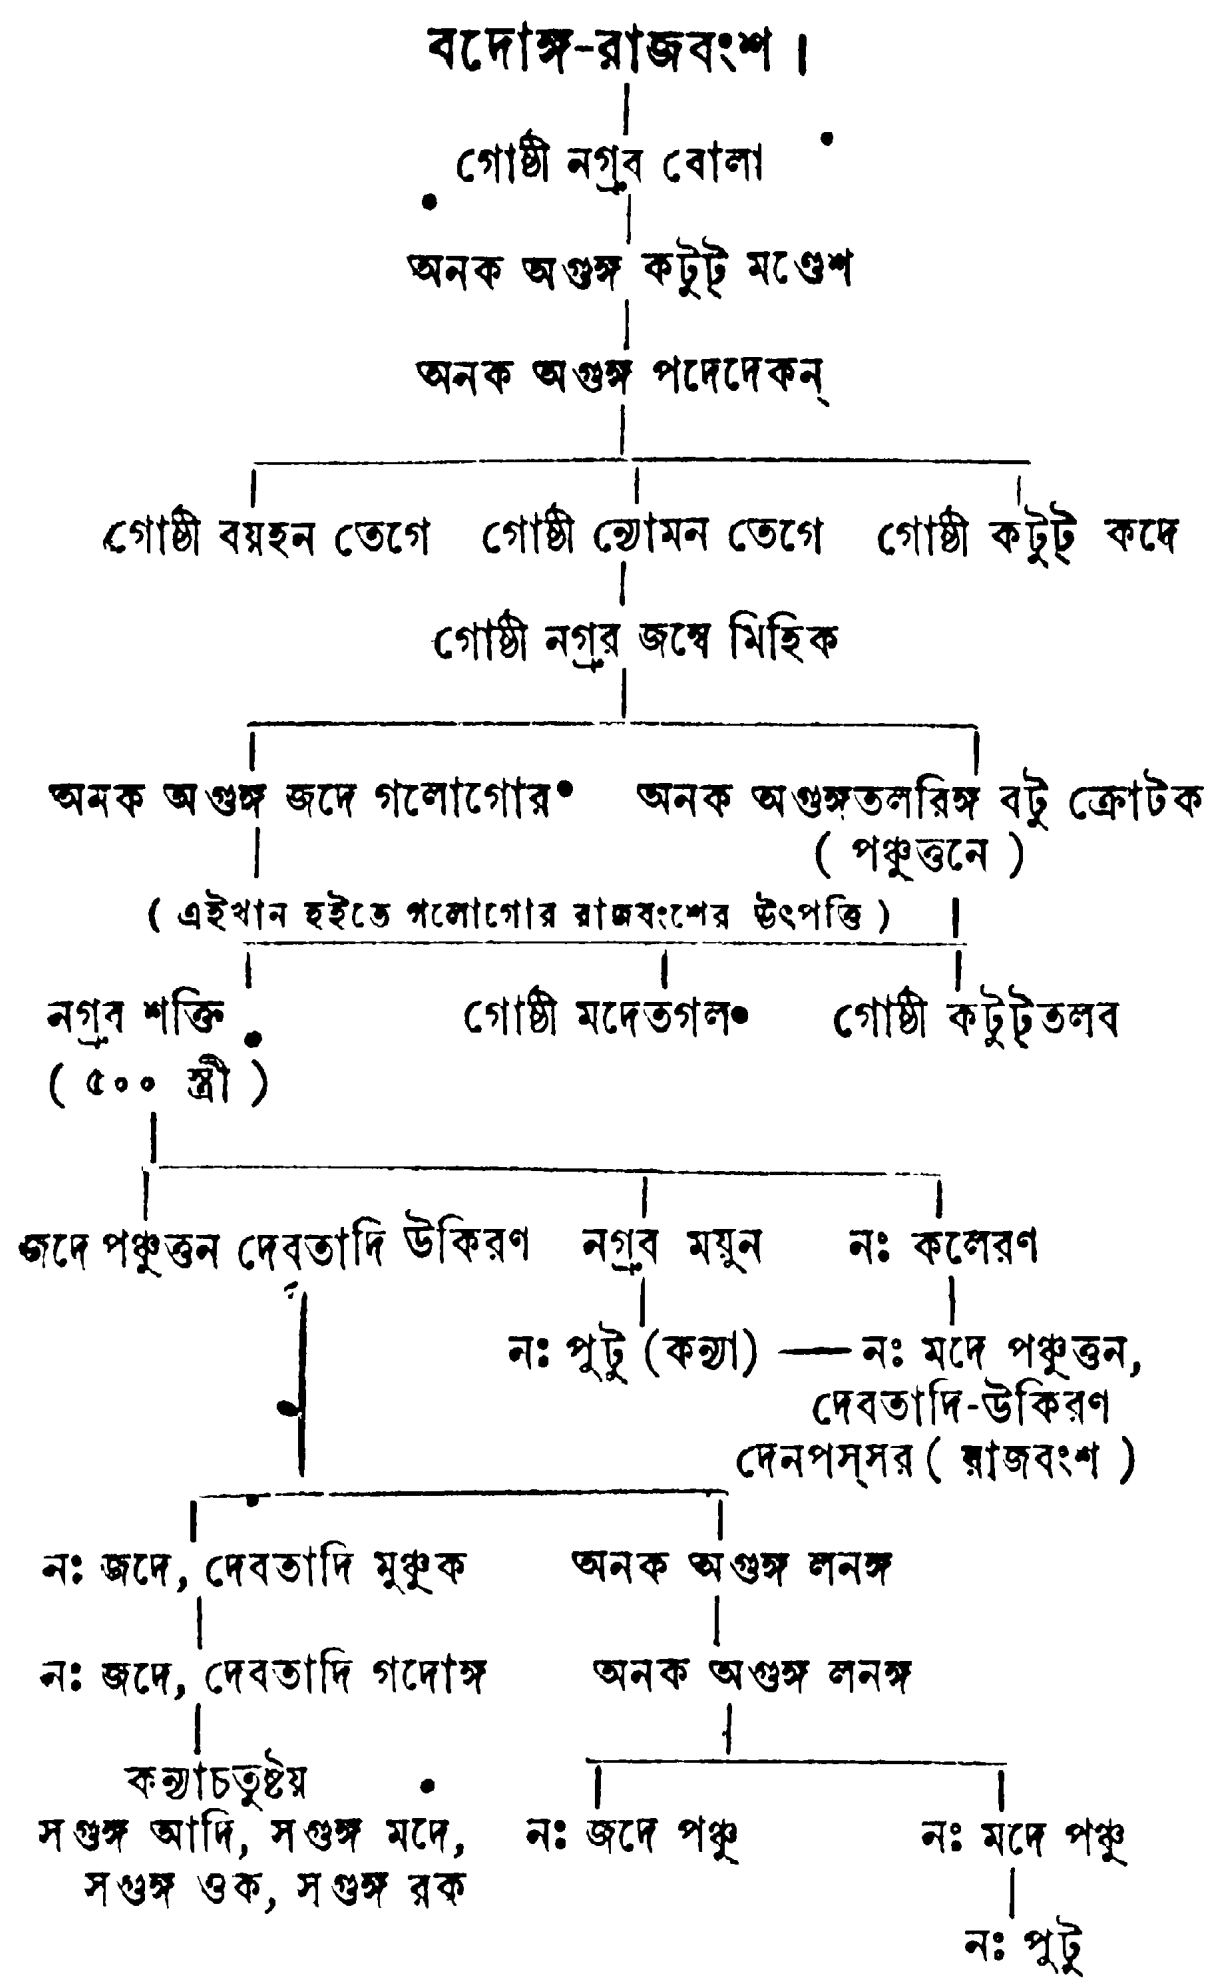 বদোঙ্গ-রাজবংশ।
গোষ্ঠী নগ্রুব বোলা
অনক অগুঙ্গ কটুট্ মণ্ডেশ
অনক অগুঙ্গ পদেদেকন্
গোষ্ঠী বয়হন তেগে গোষ্ঠী ন্যোমন তেগে গোষ্ঠী কটুট্ কদে
গোষ্ঠী নগ্রুর জম্বে মিহিক
অনক অগুঙ্গ জদে গলোগোর অনক অগুঙ্গতলরিঙ্গ বটু ক্রোটক
( পঞ্চুত্তনে )
( এইখান হইতে গলোগোর রাজবংশের উৎপত্তি )
নগ্রুব শক্তি গোষ্ঠী মদেতগল গোষ্ঠী কটুট্তলব
( ৫০০ স্ত্রী )
জদে পঞ্চুত্তন দেবতাদি উকিরণ নগ্রুব ময়ুন নঃ কলেরণ
নঃ পুটু (কন্যা) — নঃ মদে পঞ্চুত্তন,
দেবতাদি-উকিরণ
দেনপস্সর ( রাজবংশ )
নঃ জদে, দেবতাদি মুঞ্চুক অনক অগুঙ্গ লনঙ্গ
নঃ জদে, দেবতাদি গদোঙ্গ অনক অগুঙ্গ লনঙ্গ
কন্যাচতুষ্টয়
সগুঙ্গ আদি, সগুঙ্গ মদে, নঃ জদে পঞ্চু নঃ মদে পঞ্চু
সগুঙ্গ ওক, সগুঙ্গ রক
নঃ পুটু